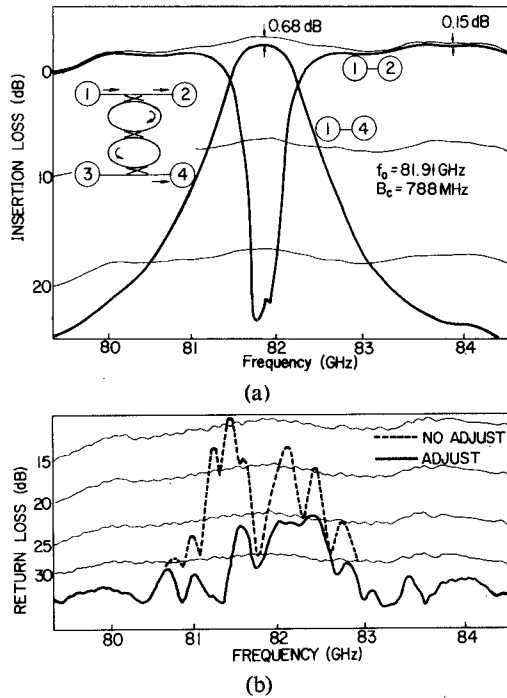 0.68 dB
0.15 dB
INSERTION LOSS (dB)
0
10
20
1 2
3 4
1-2
1-4
f₀ = 81.91 GHz
B_C = 788 MHz
80 81 82 83 84
Frequency (GHz)
(a)
RETURN LOSS (dB)
15
20
25
30
NO ADJUST
ADJUST
80 81 82 83 84
FREQUENCY (GHz)
(b)